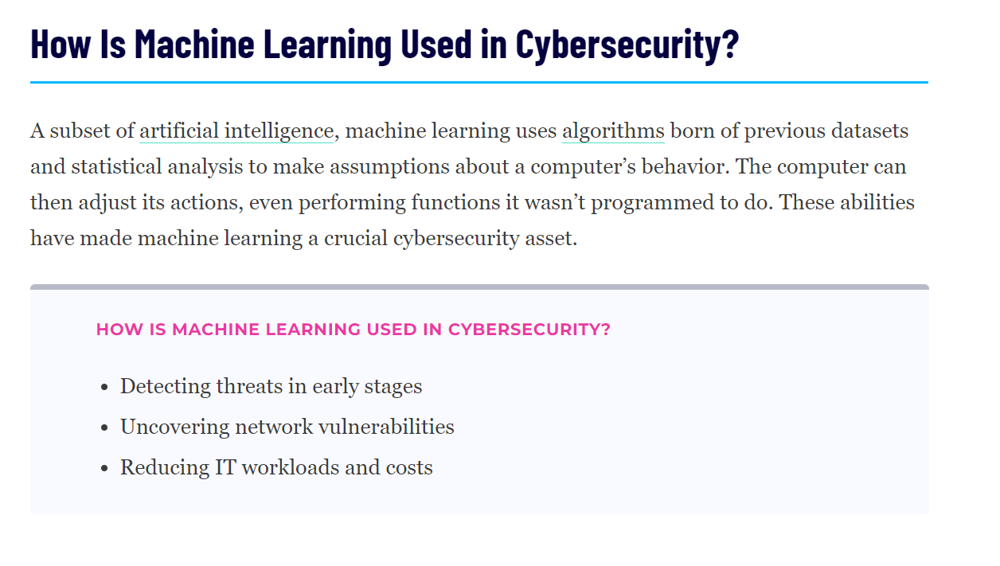 How Is Machine Learning Used in Cybersecurity?
A subset of artificial intelligence, machine learning uses algorithms born of previous datasets
and statistical analysis to make assumptions about a computer’s behavior. The computer can
then adjust its actions, even performing functions it wasn’t programmed to do. These abilities
have made machine learning a crucial cybersecurity asset.
HOW IS MACHINE LEARNING USED IN CYBERSECURITY?
• Detecting threats in early stages
• Uncovering network vulnerabilities
• Reducing IT workloads and costs